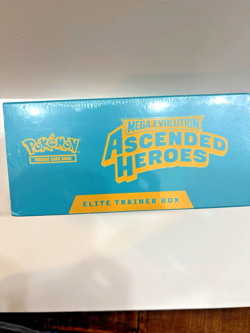 Pokémon
TRADING CARD GAME
MEGA EVOLUTION
ASCENDED
HEROES
ELITE TRAINER BOX